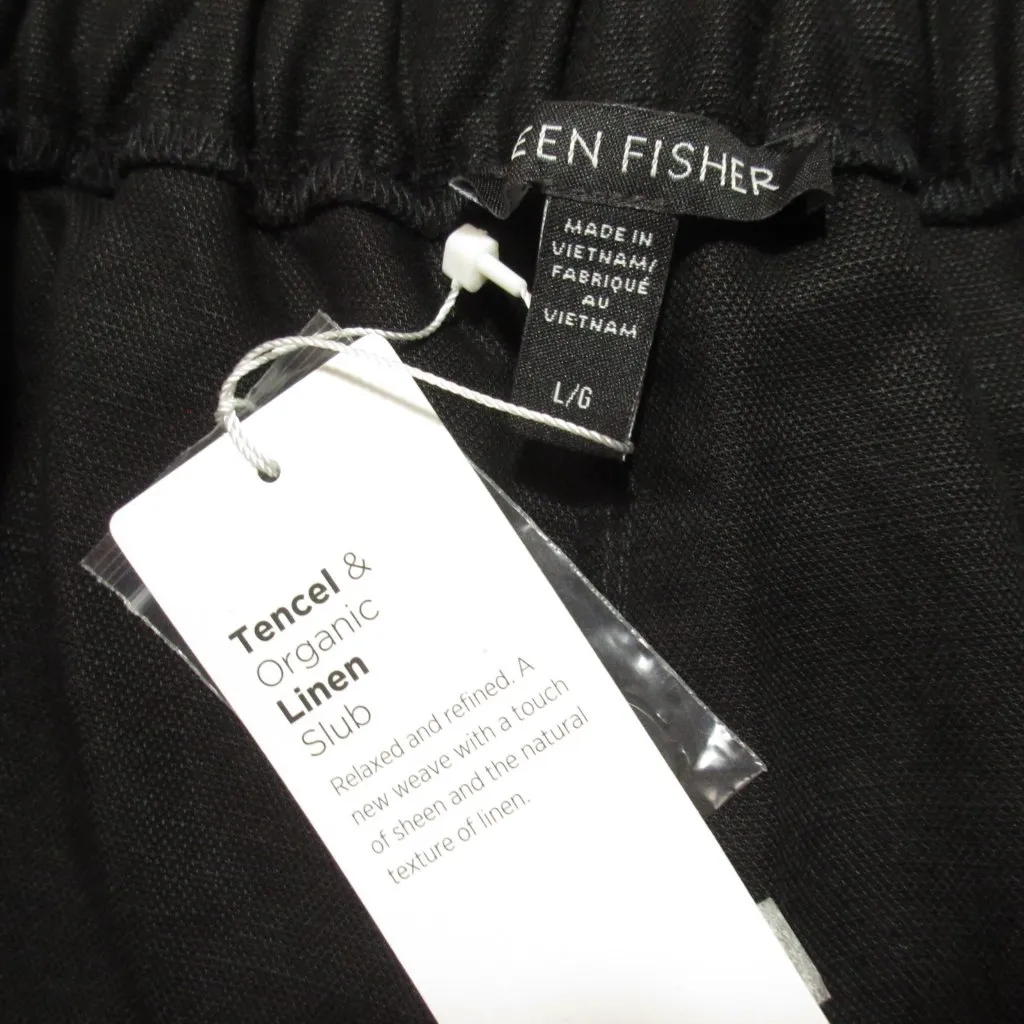 EEN FISHER
MADE IN
VIETNAM/
FABRIQUÉ
AU
VIETNAM
L/G
Tencel &
Organic
Linen
Slub
Relaxed and refined. A
new weave with a touch
of sheen and the natural
texture of linen.